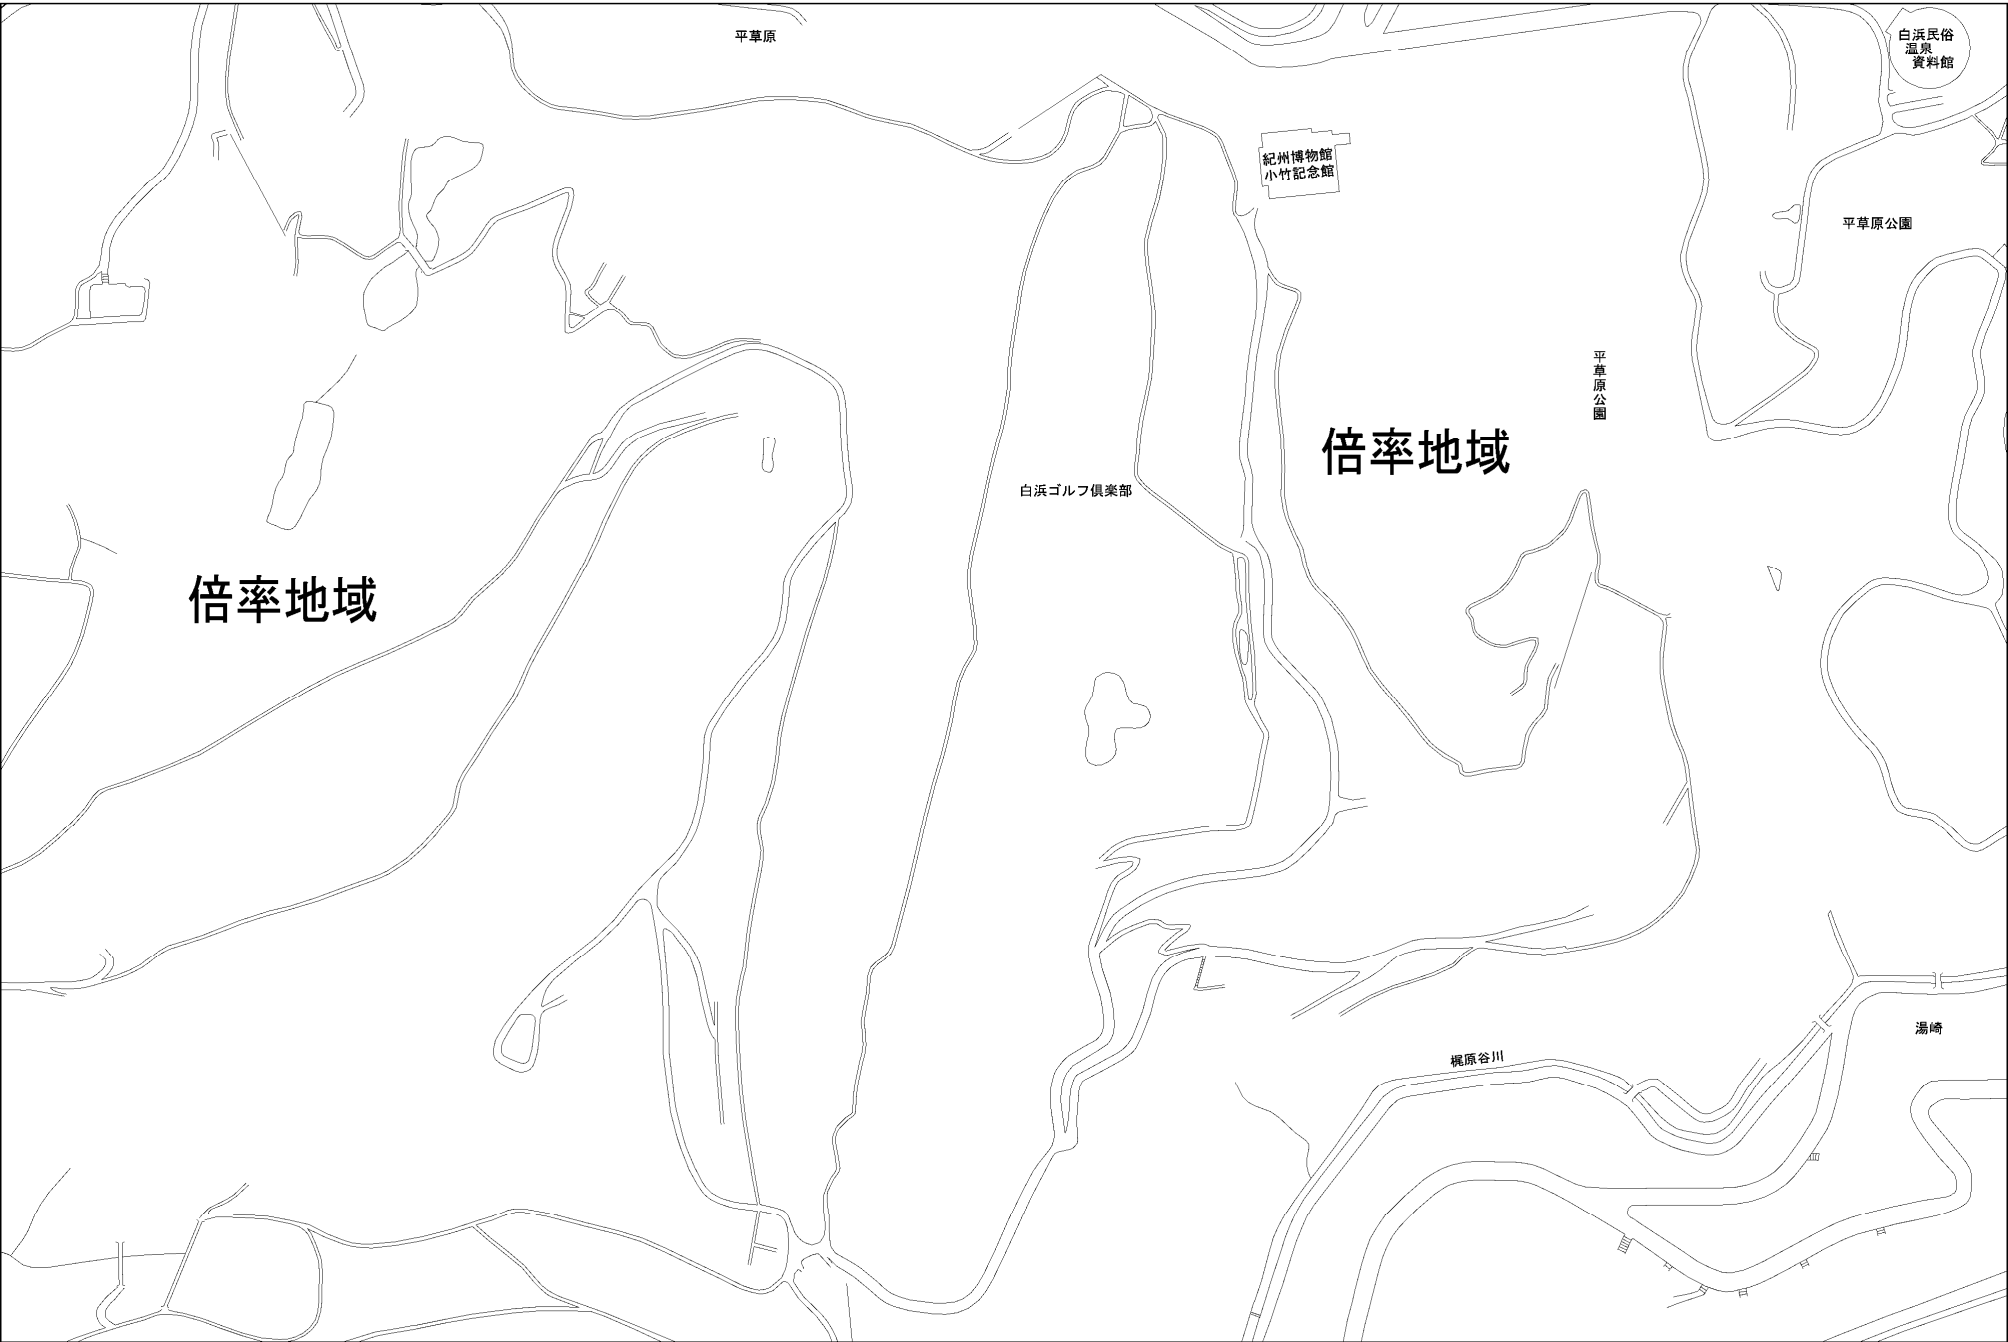 平草原
白浜民俗
温泉
資料館
紀州博物館
小竹記念館
平草原公園
平草原公園
倍率地域
白浜ゴルフ倶楽部
倍率地域
湯崎
梶原谷川